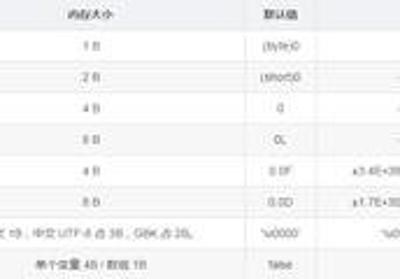 内存大小 默认值
1 B (byte)0
2 B (short)0
4 B 0
8 B 0L
4 B 0.0F ±3.4E+38
8 B 0.0D ±1.7E+30
1B，中文 UTF-8 占 3B，GBK 占 2B。 '\u0000' '\u0
单个变量 4B / 数组 1B false